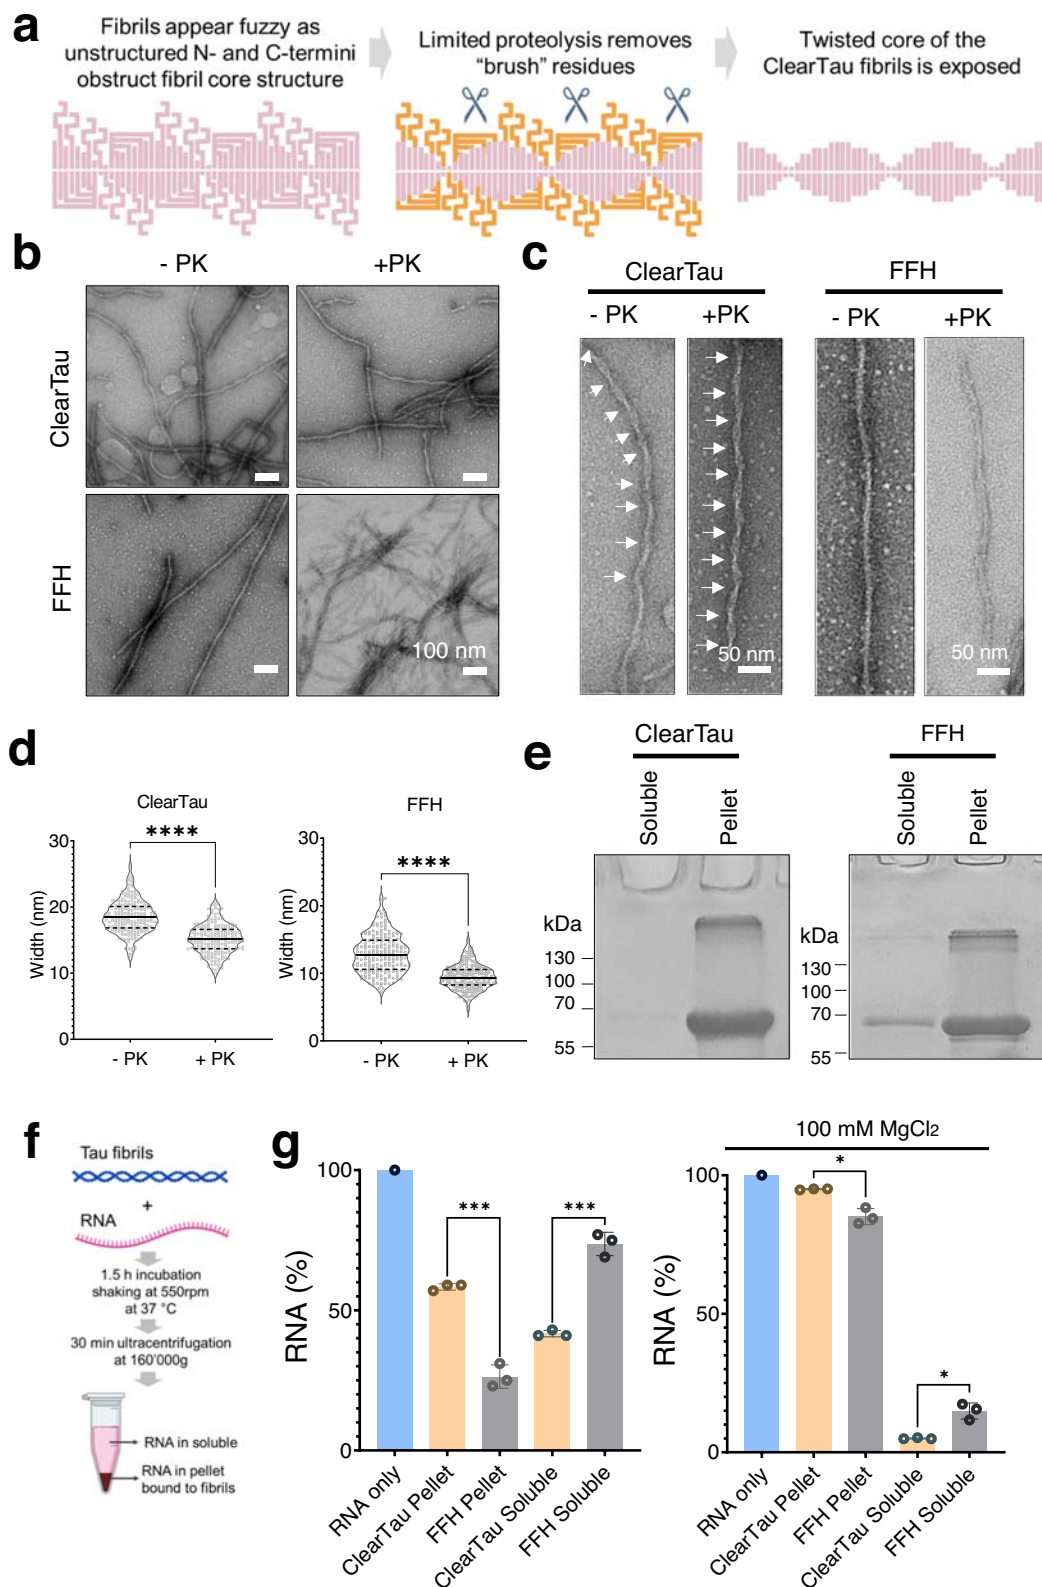 a
Fibrils appear fuzzy as
unstructured N- and C-termini
obstruct fibril core structure
Limited proteolysis removes
“brush” residues
Twisted core of the
ClearTau fibrils is exposed
b
- PK
+PK
ClearTau
FFH
100 nm
c
ClearTau
FFH
- PK
+PK
- PK
+PK
50 nm
50 nm
d
ClearTau
FFH
****
****
Width (nm)
30
20
10
0
- PK
+ PK
Width (nm)
30
20
10
0
- PK
+ PK
e
ClearTau
FFH
Soluble
Pellet
Soluble
Pellet
kDa
130
100
70
55
kDa
130
100
70
55
f
Tau fibrils
+
RNA
1.5 h incubation
shaking at 550rpm
at 37 °C
30 min ultracentrifugation
at 160'000g
RNA in soluble
RNA in pellet
bound to fibrils
g
RNA (%)
100
50
0
***
***
RNA only
ClearTau Pellet
FFH Pellet
ClearTau Soluble
FFH Soluble
100 mM MgCl2
RNA (%)
100
50
0
*
*
RNA only
ClearTau Pellet
FFH Pellet
ClearTau Soluble
FFH Soluble